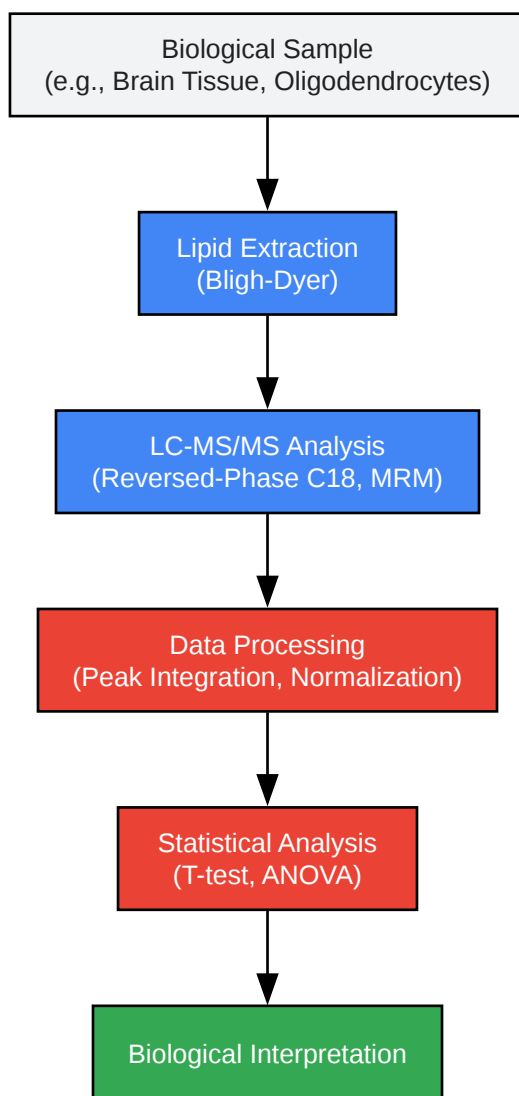 Biological Sample
(e.g., Brain Tissue, Oligodendrocytes)
Lipid Extraction
(Bligh-Dyer)
LC-MS/MS Analysis
(Reversed-Phase C18, MRM)
Data Processing
(Peak Integration, Normalization)
Statistical Analysis
(T-test, ANOVA)
Biological Interpretation